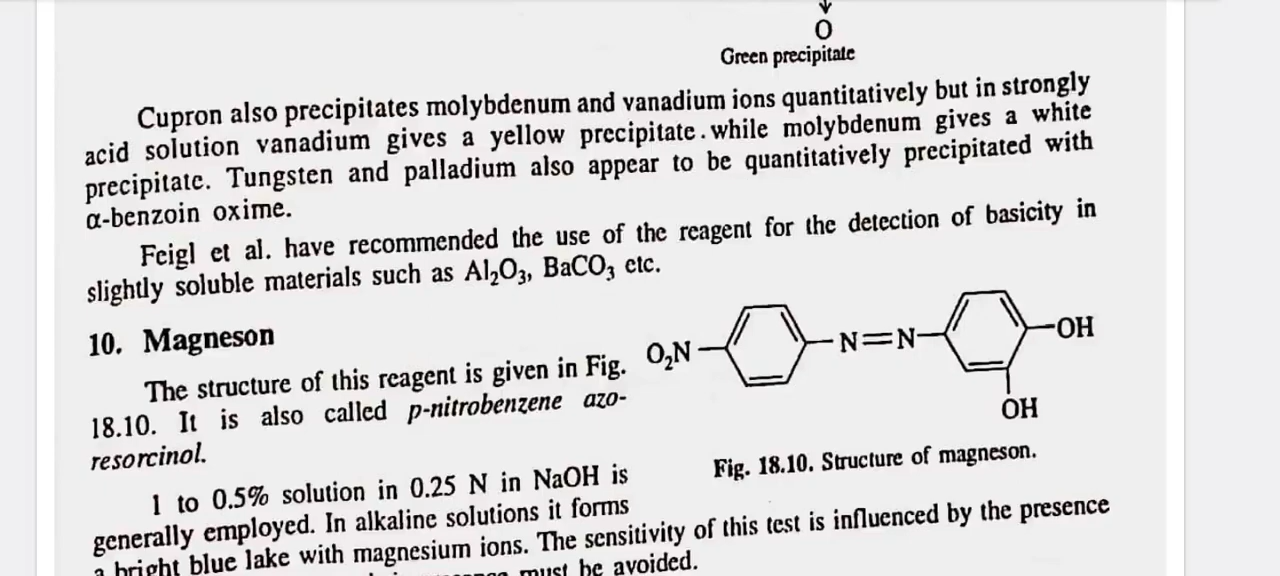 O
Green precipitate
Cupron also precipitates molybdenum and vanadium ions quantitatively but in strongly
acid solution vanadium gives a yellow precipitate. while molybdenum gives a white
precipitate. Tungsten and palladium also appear to be quantitatively precipitated with
α-benzoin oxime.
Feigl et al. have recommended the use of the reagent for the detection of basicity in
slightly soluble materials such as Al₂O₃, BaCO₃ etc.
10. Magneson
The structure of this reagent is given in Fig.
18.10. It is also called p-nitrobenzene azo-
resorcinol.
O₂N
N=N
OH
OH
Fig. 18.10. Structure of magneson.
1 to 0.5% solution in 0.25 N in NaOH is
generally employed. In alkaline solutions it forms
a bright blue lake with magnesium ions. The sensitivity of this test is influenced by the presence
must be avoided.